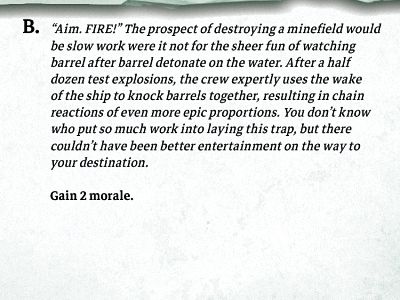 B. “Aim. FIRE!” The prospect of destroying a minefield would
be slow work were it not for the sheer fun of watching
barrel after barrel detonate on the water. After a half
dozen test explosions, the crew expertly uses the wake
of the ship to knock barrels together, resulting in chain
reactions of even more epic proportions. You don’t know
who put so much work into laying this trap, but there
couldn’t have been better entertainment on the way to
your destination.
Gain 2 morale.